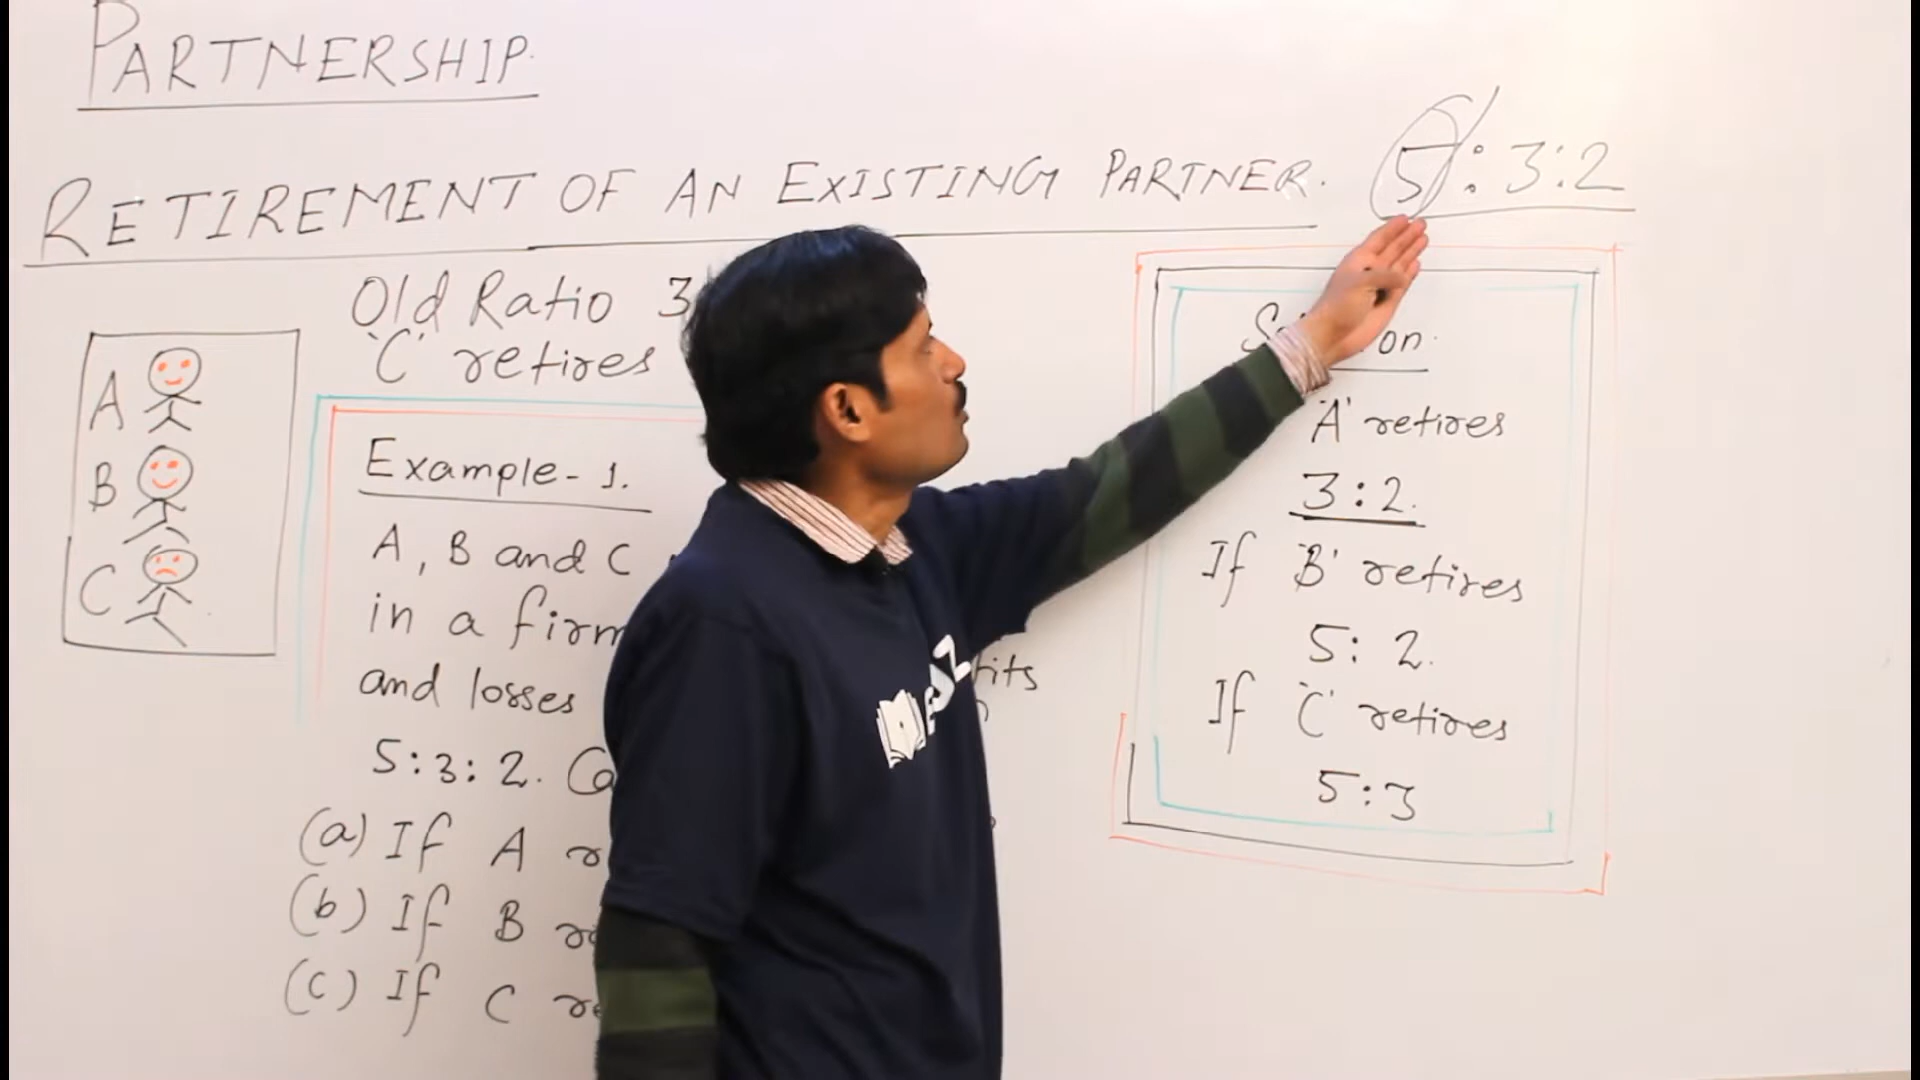 PARTNERSHIP.
RETIREMENT OF AN EXISTING PARTNER. 5:3:2
Old Ratio 3
'C' retires
A
B
C
Example-1.
A, B and C
in a firm
and losses
5:3:2.
(a) If A
(b) If B
(c) If C
'A' retires
3:2.
If 'B' retires
5:2.
If 'C' retires
5:3